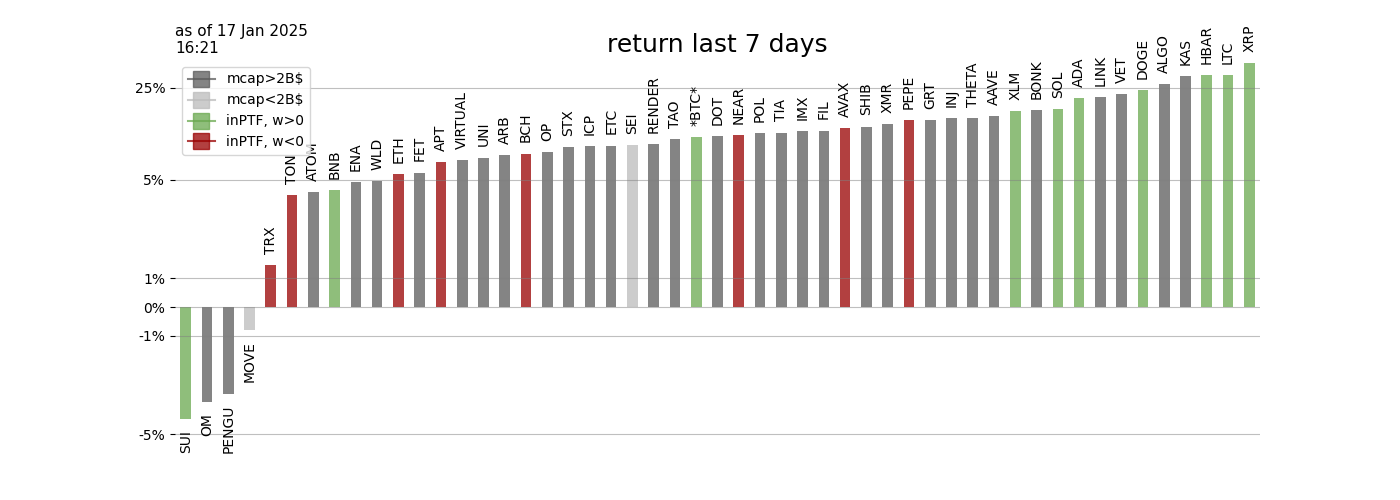 as of 17 Jan 2025
16:21
return last 7 days
mcap>2B$
mcap<2B$
inPTF, w>0
inPTF, w<0
25%
5%
1%
0%
-1%
-5%
SUI
OM
PENGU
MOVE
TRX
TON
ATOM
BNB
ENA
WLD
ETH
FET
APT
VIRTUAL
UNI
ARB
BCH
OP
STX
ICP
ETC
SEI
RENDER
TAO
*BTC*
DOT
NEAR
POL
TIA
IMX
FIL
AVAX
SHIB
XMR
PEPE
GRT
INJ
THETA
AAVE
XLM
BONK
SOL
ADA
LINK
VET
DOGE
ALGO
KAS
HBAR
LTC
XRP